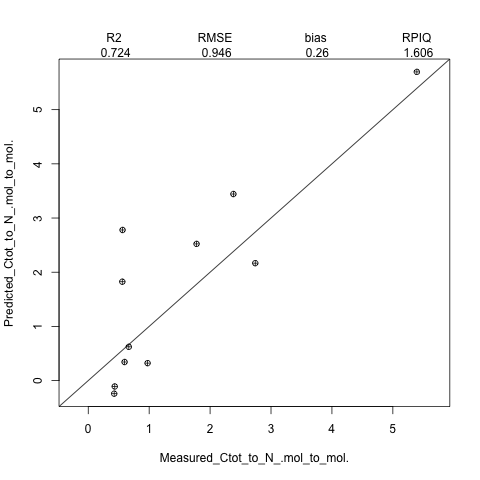 R2 RMSE bias RPIQ
0.724 0.946 0.26 1.606
Predicted_Ctot_to_N_.mol_to_mol.
5
4
3
2
1
0
0 1 2 3 4 5
Measured_Ctot_to_N_.mol_to_mol.